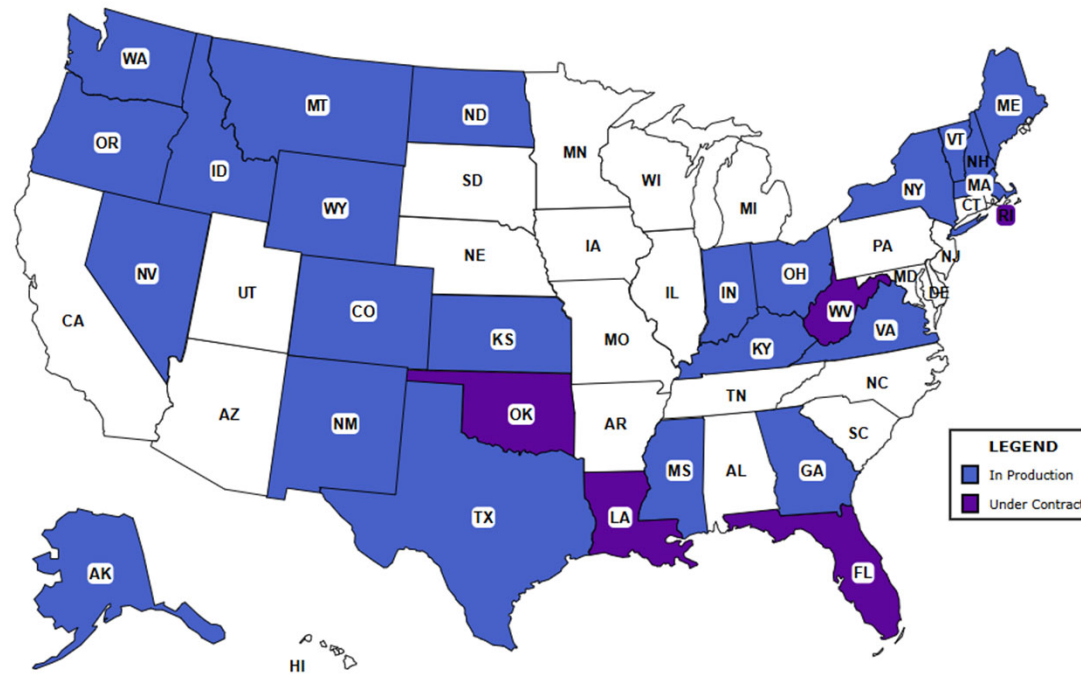 WA
MT
ND
ME
OR
ID
MN
VT
NH
SD
WI
NY
MA
WY
MI
CT
RI
IA
PA
NE
NJ
NV
OH
MD
UT
IL
IN
DE
CO
WV
CA
KS
MO
VA
KY
NC
TN
AZ
OK
NM
AR
SC
MS
AL
GA
TX
LA
AK
FL
HI
LEGEND
In Production
Under Contract